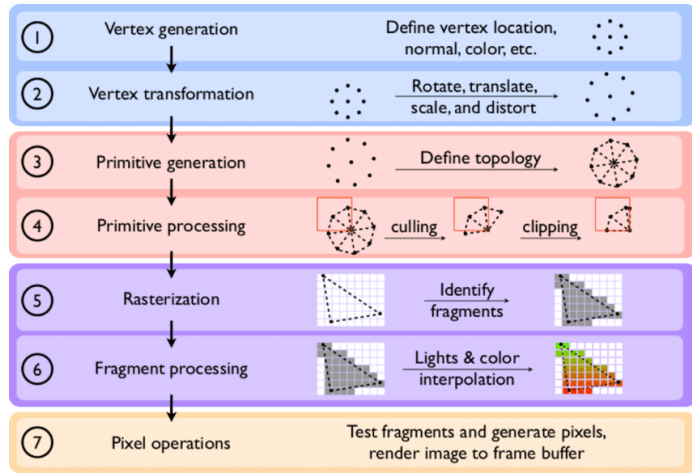 1
Vertex generation
Define vertex location,
normal, color, etc.
2
Vertex transformation
Rotate, translate,
scale, and distort
3
Primitive generation
Define topology
4
Primitive processing
culling
clipping
5
Rasterization
Identify
fragments
6
Fragment processing
Lights & color
interpolation
7
Pixel operations
Test fragments and generate pixels,
render image to frame buffer